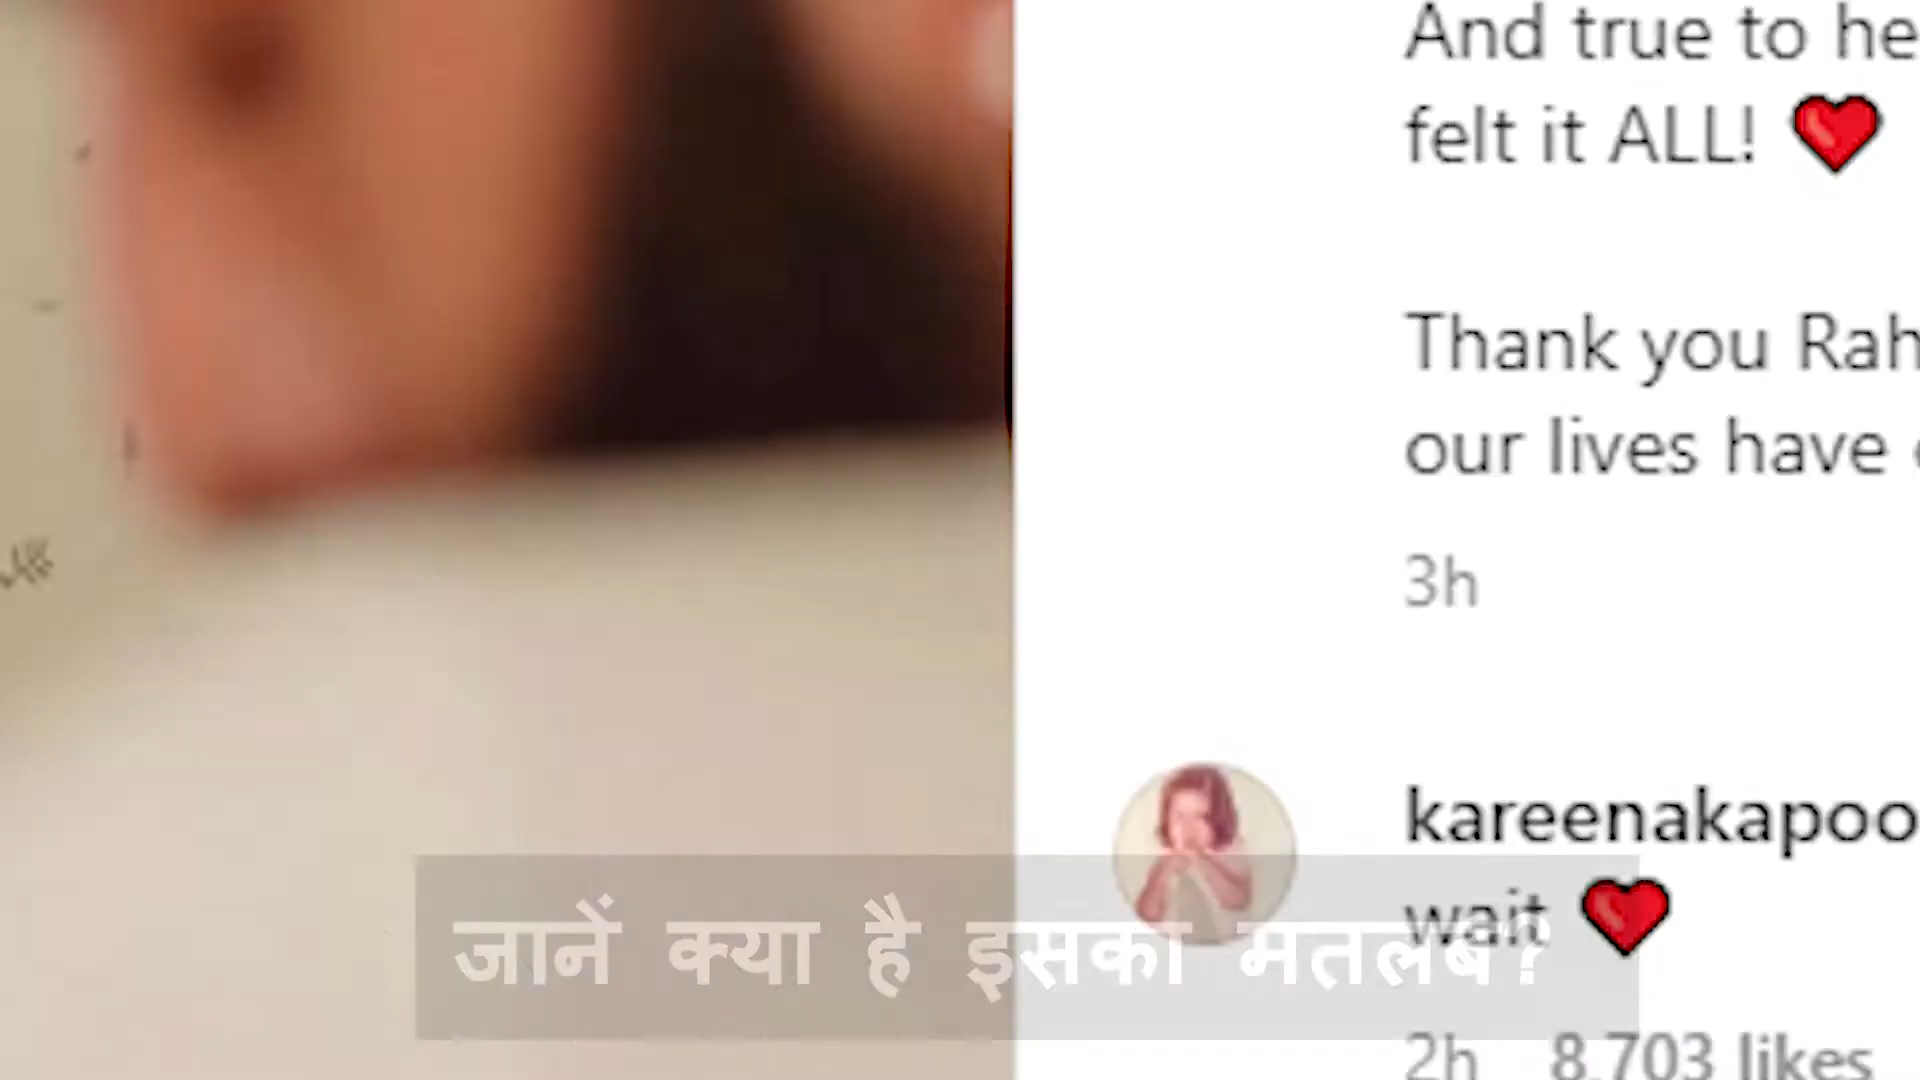 And true to he
felt it ALL! ❤️
Thank you Rah
our lives have
3h
kareenakapoo
wait ❤️
जानें क्या है इसका मतलब?
2h 8,703 likes